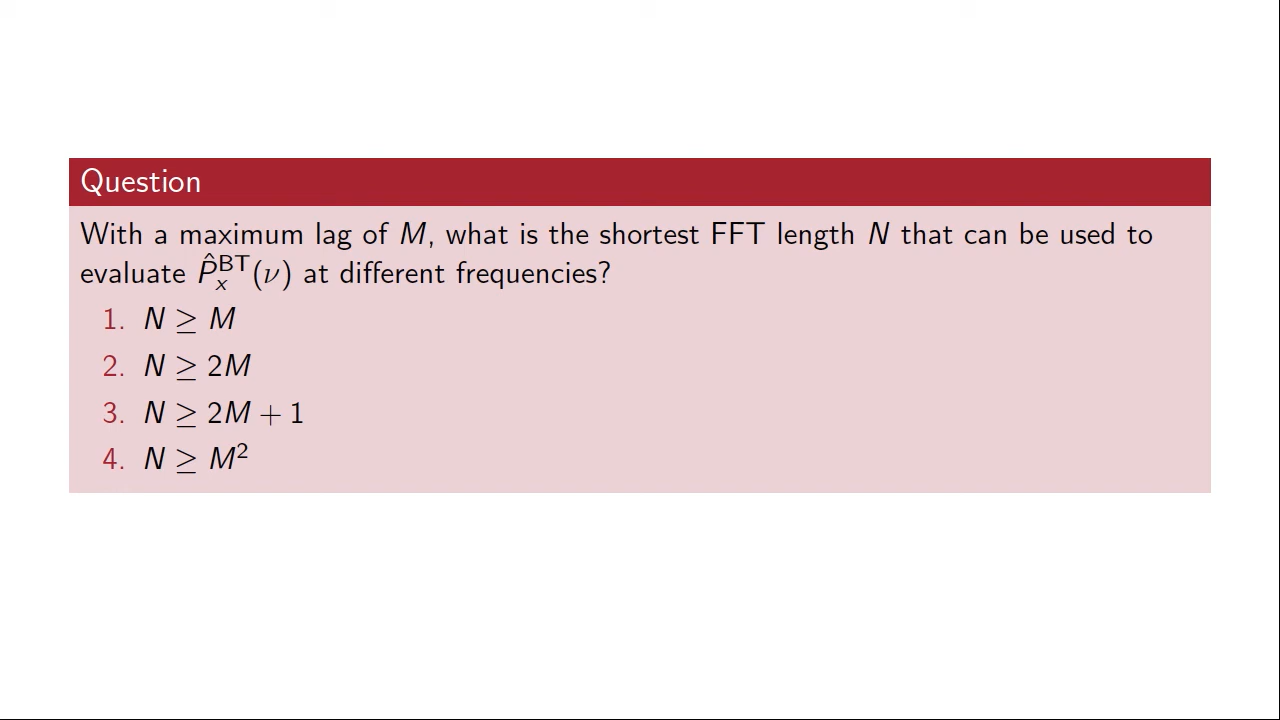 Question
With a maximum lag of M, what is the shortest FFT length N that can be used to
evaluate P̂ₓᴮᵀ(ν) at different frequencies?
1. N ≥ M
2. N ≥ 2M
3. N ≥ 2M + 1
4. N ≥ M²